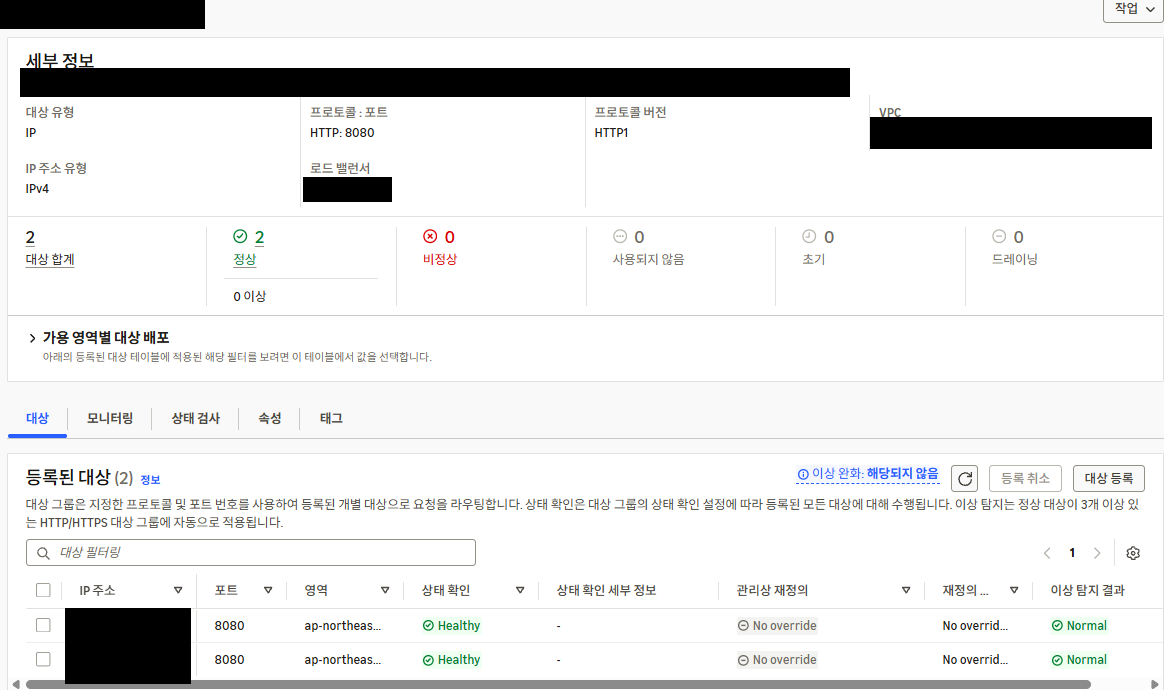 작업
세부 정보
대상 유형
IP
프로토콜 : 포트
HTTP: 8080
프로토콜 버전
HTTP1
VPC
IP 주소 유형
IPv4
로드 밸런서
2
대상 합계
2
정상
0 이상
0
비정상
0
사용되지 않음
0
초기
0
드레이닝
가용 영역별 대상 배포
아래의 등록된 대상 테이블에 적용된 해당 필터를 보려면 이 테이블에서 값을 선택합니다.
대상 모니터링 상태 검사 속성 태그
등록된 대상 (2) 정보
이상 완화: 해당되지 않음
등록 취소
대상 등록
대상 그룹은 지정한 프로토콜 및 포트 번호를 사용하여 등록된 개별 대상으로 요청을 라우팅합니다. 상태 확인은 대상 그룹의 상태 확인 설정에 따라 등록된 모든 대상에 대해 수행됩니다. 이상 탐지는 정상 대상이 3개 이상 있
는 HTTP/HTTPS 대상 그룹에 자동으로 적용됩니다.
대상 필터링
1
IP 주소 포트 영역 상태 확인 상태 확인 세부 정보 관리상 재정의 재정의 ... 이상 탐지 결과
8080 ap-northeas... Healthy - No override No overrid... Normal
8080 ap-northeas... Healthy - No override No overrid... Normal